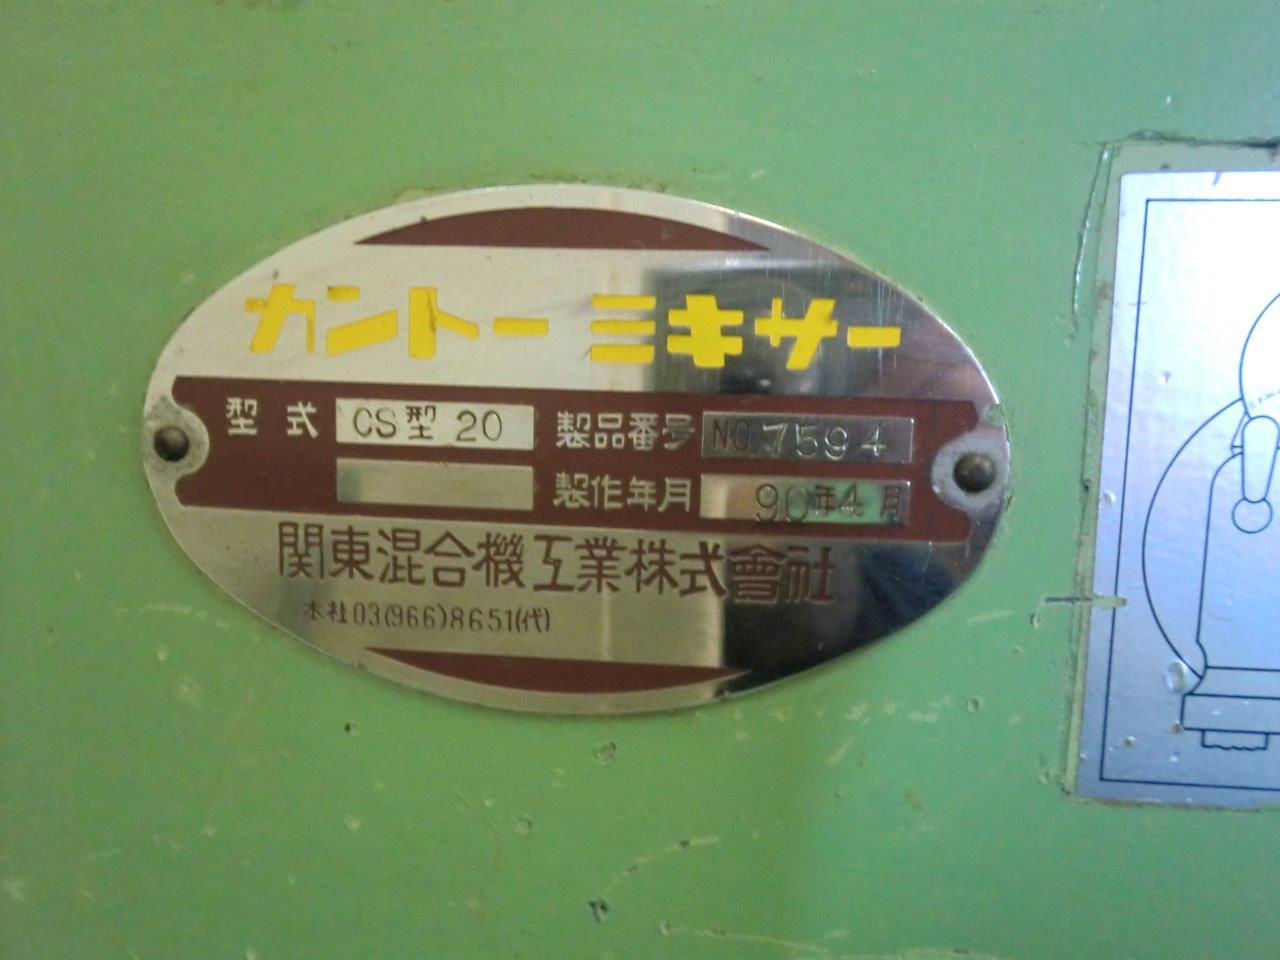 カントーミキサー
型式 CS型 20 製品番号 NO.7594
製作年月 90年4月
関東混合機工業株式會社
本社03(966)8651(代)